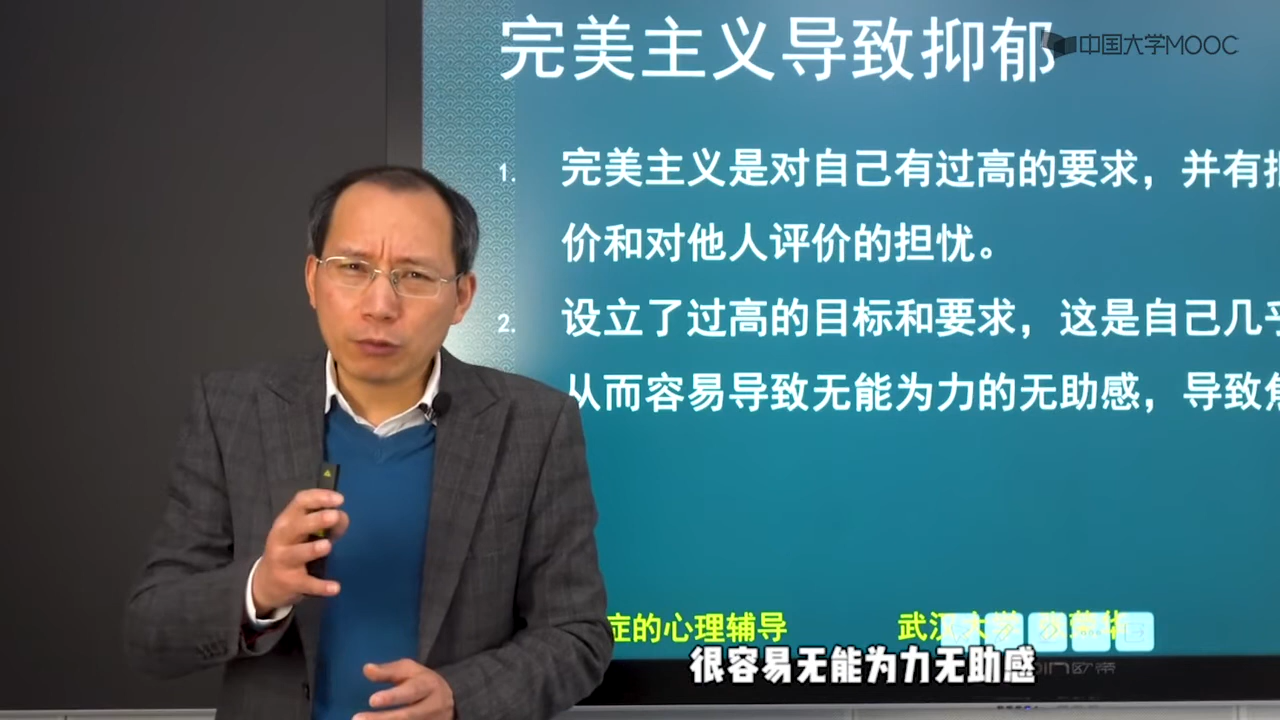 完美主义导致抑郁
中国大学MOOC
1. 完美主义是对自己有过高的要求，并有
价和对他人评价的担忧。
2. 设立了过高的目标和要求，这是自己几
从而容易导致无能为力的无助感，导致
症的心理辅导 武汉大学
很容易无能为力无助感